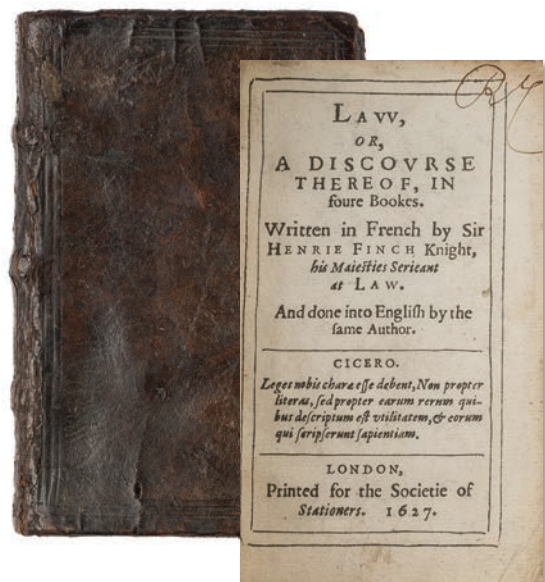 LAVV,
OR,
A DISCOVRSE
THEREOF, IN
foure Bookes.
Written in French by Sir
HENRIE FINCH Knight,
his Maiesties Serieant
at LAW.
And done into Engliſh by the
ſame Author.
CICERO.
Leges nobis charæ eſſe debent, Non propter
literas, ſed propter earum rerum qui-
bus deſcriptum eſt vtilitatem, & eorum
qui ſcripſerunt ſapientiam.
LONDON,
Printed for the Societie of
Stationers. 1627.